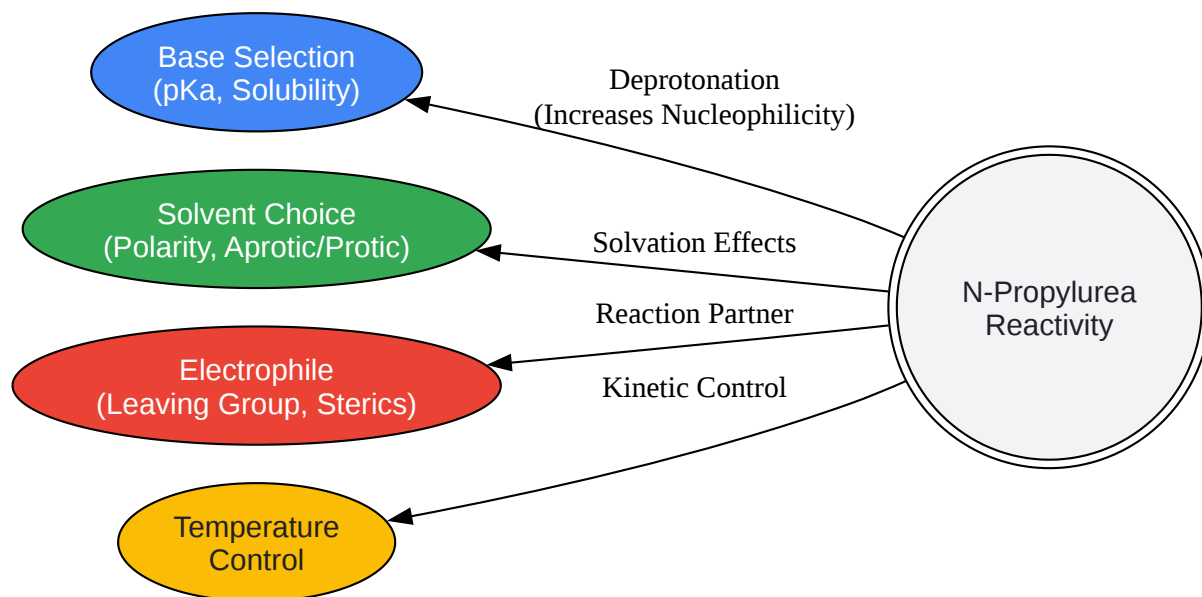 Base Selection
(pKa, Solubility)
Deprotonation
(Increases Nucleophilicity)
Solvent Choice
(Polarity, Aprotic/Protic)
Solvation Effects
N-Propylurea
Reactivity
Reaction Partner
Electrophile
(Leaving Group, Sterics)
Kinetic Control
Temperature
Control